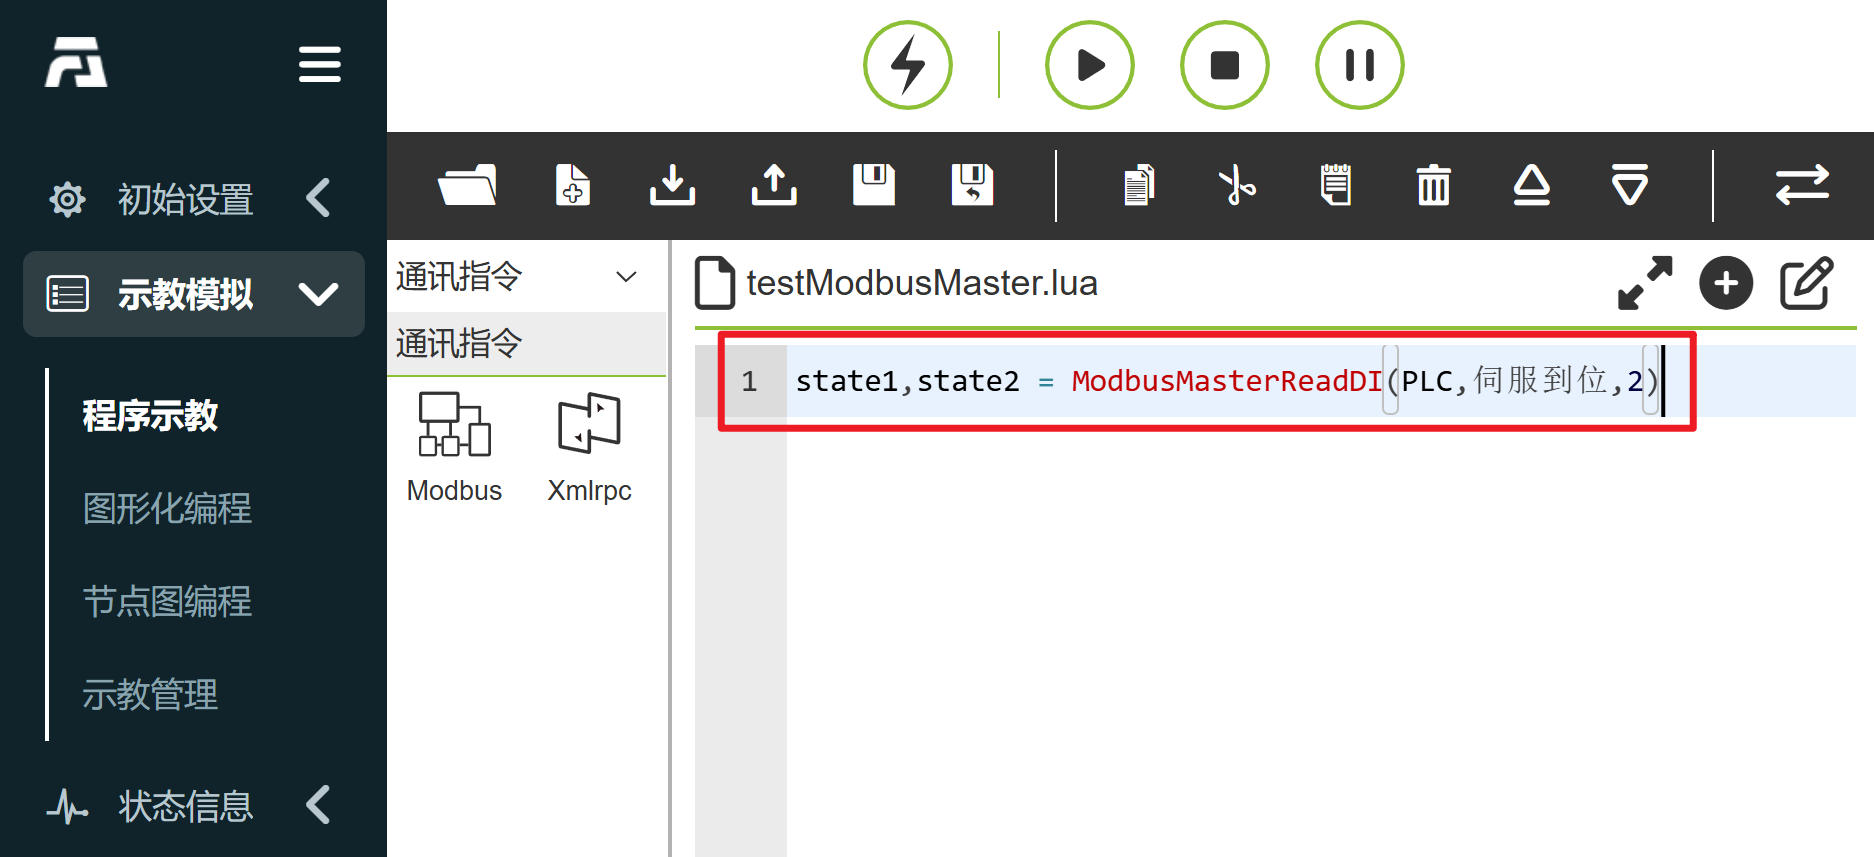 初始设置
示教模拟
程序示教
图形化编程
节点图编程
示教管理
状态信息
通讯指令
通讯指令
Modbus
Xmlrpc
testModbusMaster.lua
1 state1,state2 = ModbusMasterReadDI(PLC,伺服到位,2)